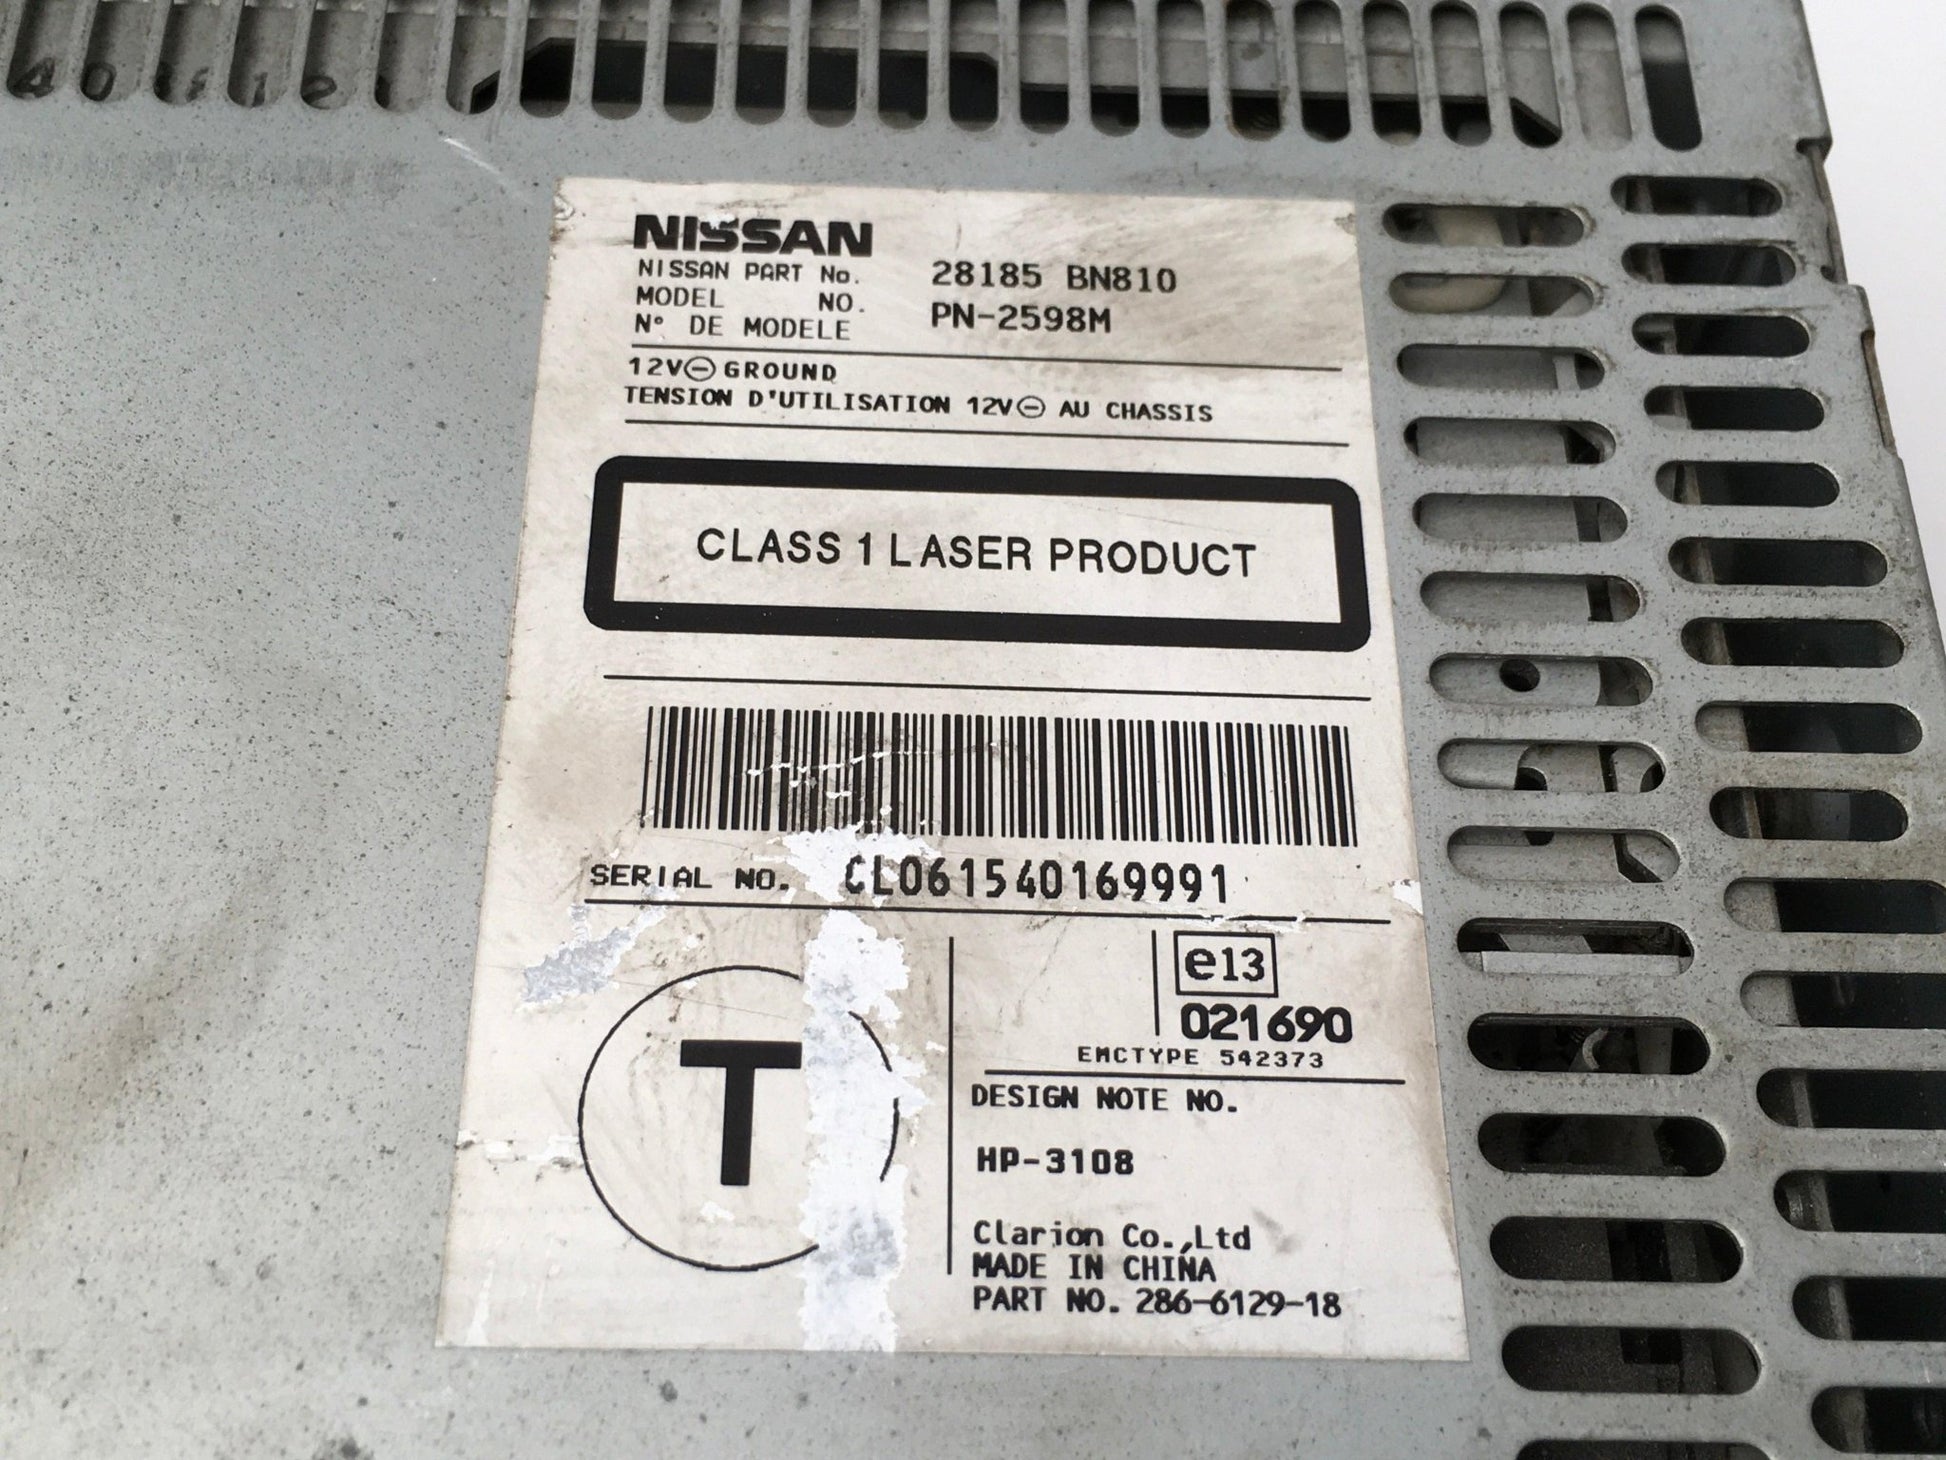 NISSAN
NISSAN PART No. 28185 BN810
MODEL NO. PN-2598M
N° DE MODELE
12V⊖ GROUND
TENSION D'UTILISATION 12V⊖ AU CHASSIS
CLASS 1 LASER PRODUCT
SERIAL NO. CL061540169991
T
e13
021690
EMCTYPE 542373
DESIGN NOTE NO.
HP-3108
Clarion Co.,Ltd
MADE IN CHINA
PART NO. 286-6129-18